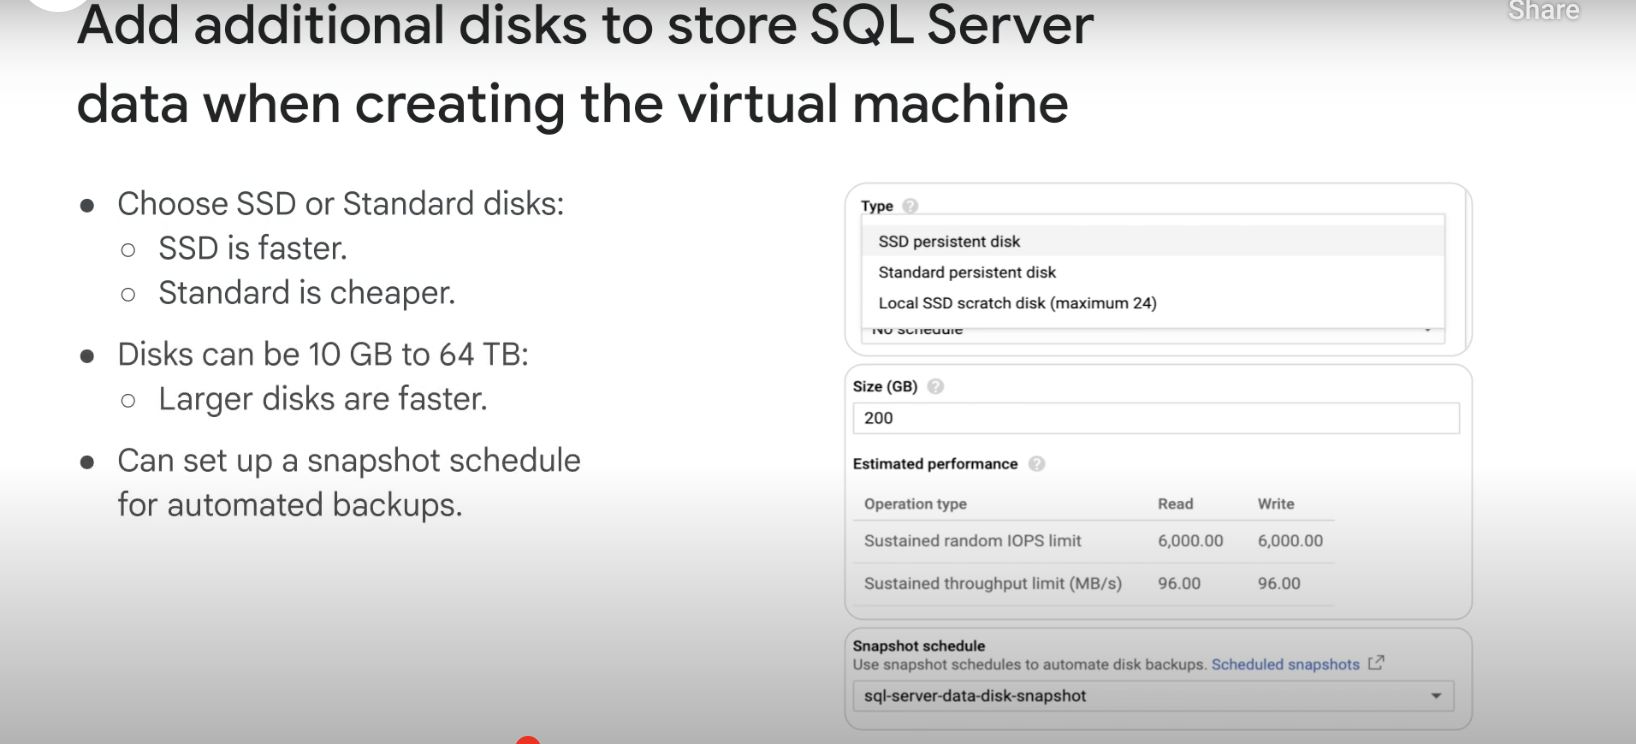 Share
Add additional disks to store SQL Server
data when creating the virtual machine
● Choose SSD or Standard disks:
○ SSD is faster.
○ Standard is cheaper.
● Disks can be 10 GB to 64 TB:
○ Larger disks are faster.
● Can set up a snapshot schedule
for automated backups.
Type ?
SSD persistent disk
Standard persistent disk
Local SSD scratch disk (maximum 24)
No schedule
Size (GB) ?
200
Estimated performance ?
Operation type Read Write
Sustained random IOPS limit 6,000.00 6,000.00
Sustained throughput limit (MB/s) 96.00 96.00
Snapshot schedule
Use snapshot schedules to automate disk backups. Scheduled snapshots
sql-server-data-disk-snapshot